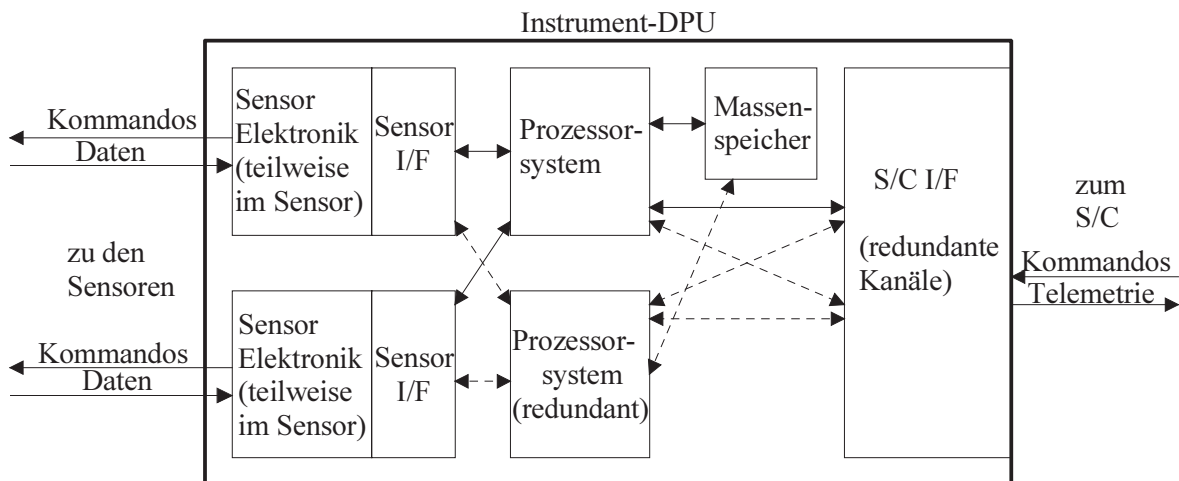 Instrument-DPU
Kommandos
Daten
Sensor
Elektronik
(teilweise
im Sensor)
Sensor
I/F
Prozessor-
system
Massen-
speicher
S/C I/F
(redundante
Kanäle)
zum
S/C
Kommandos
Telemetrie
zu den
Sensoren
Kommandos
Daten
Sensor
Elektronik
(teilweise
im Sensor)
Sensor
I/F
Prozessor-
system
(redundant)